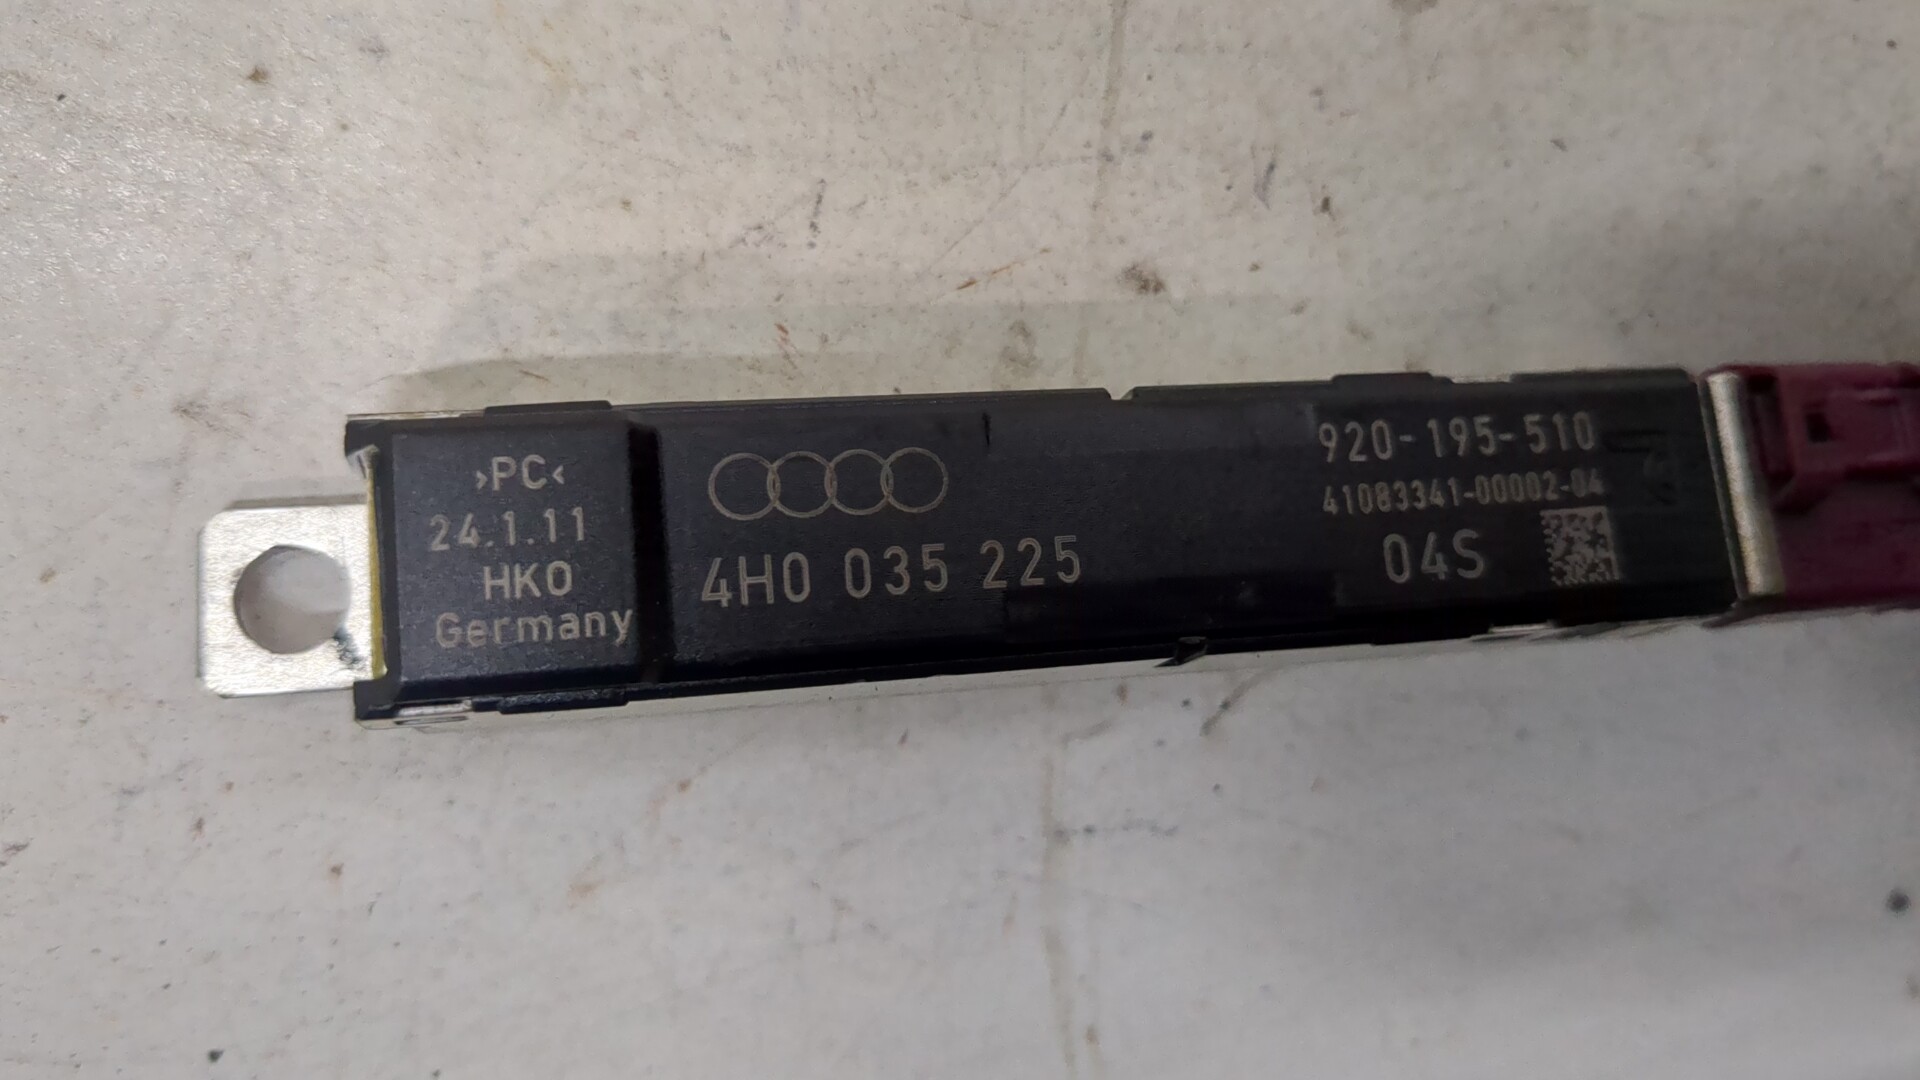 ›PC‹
24.1.11
HKO
Germany
4H0 035 225
920-195-510
41083341-00002-04
04S